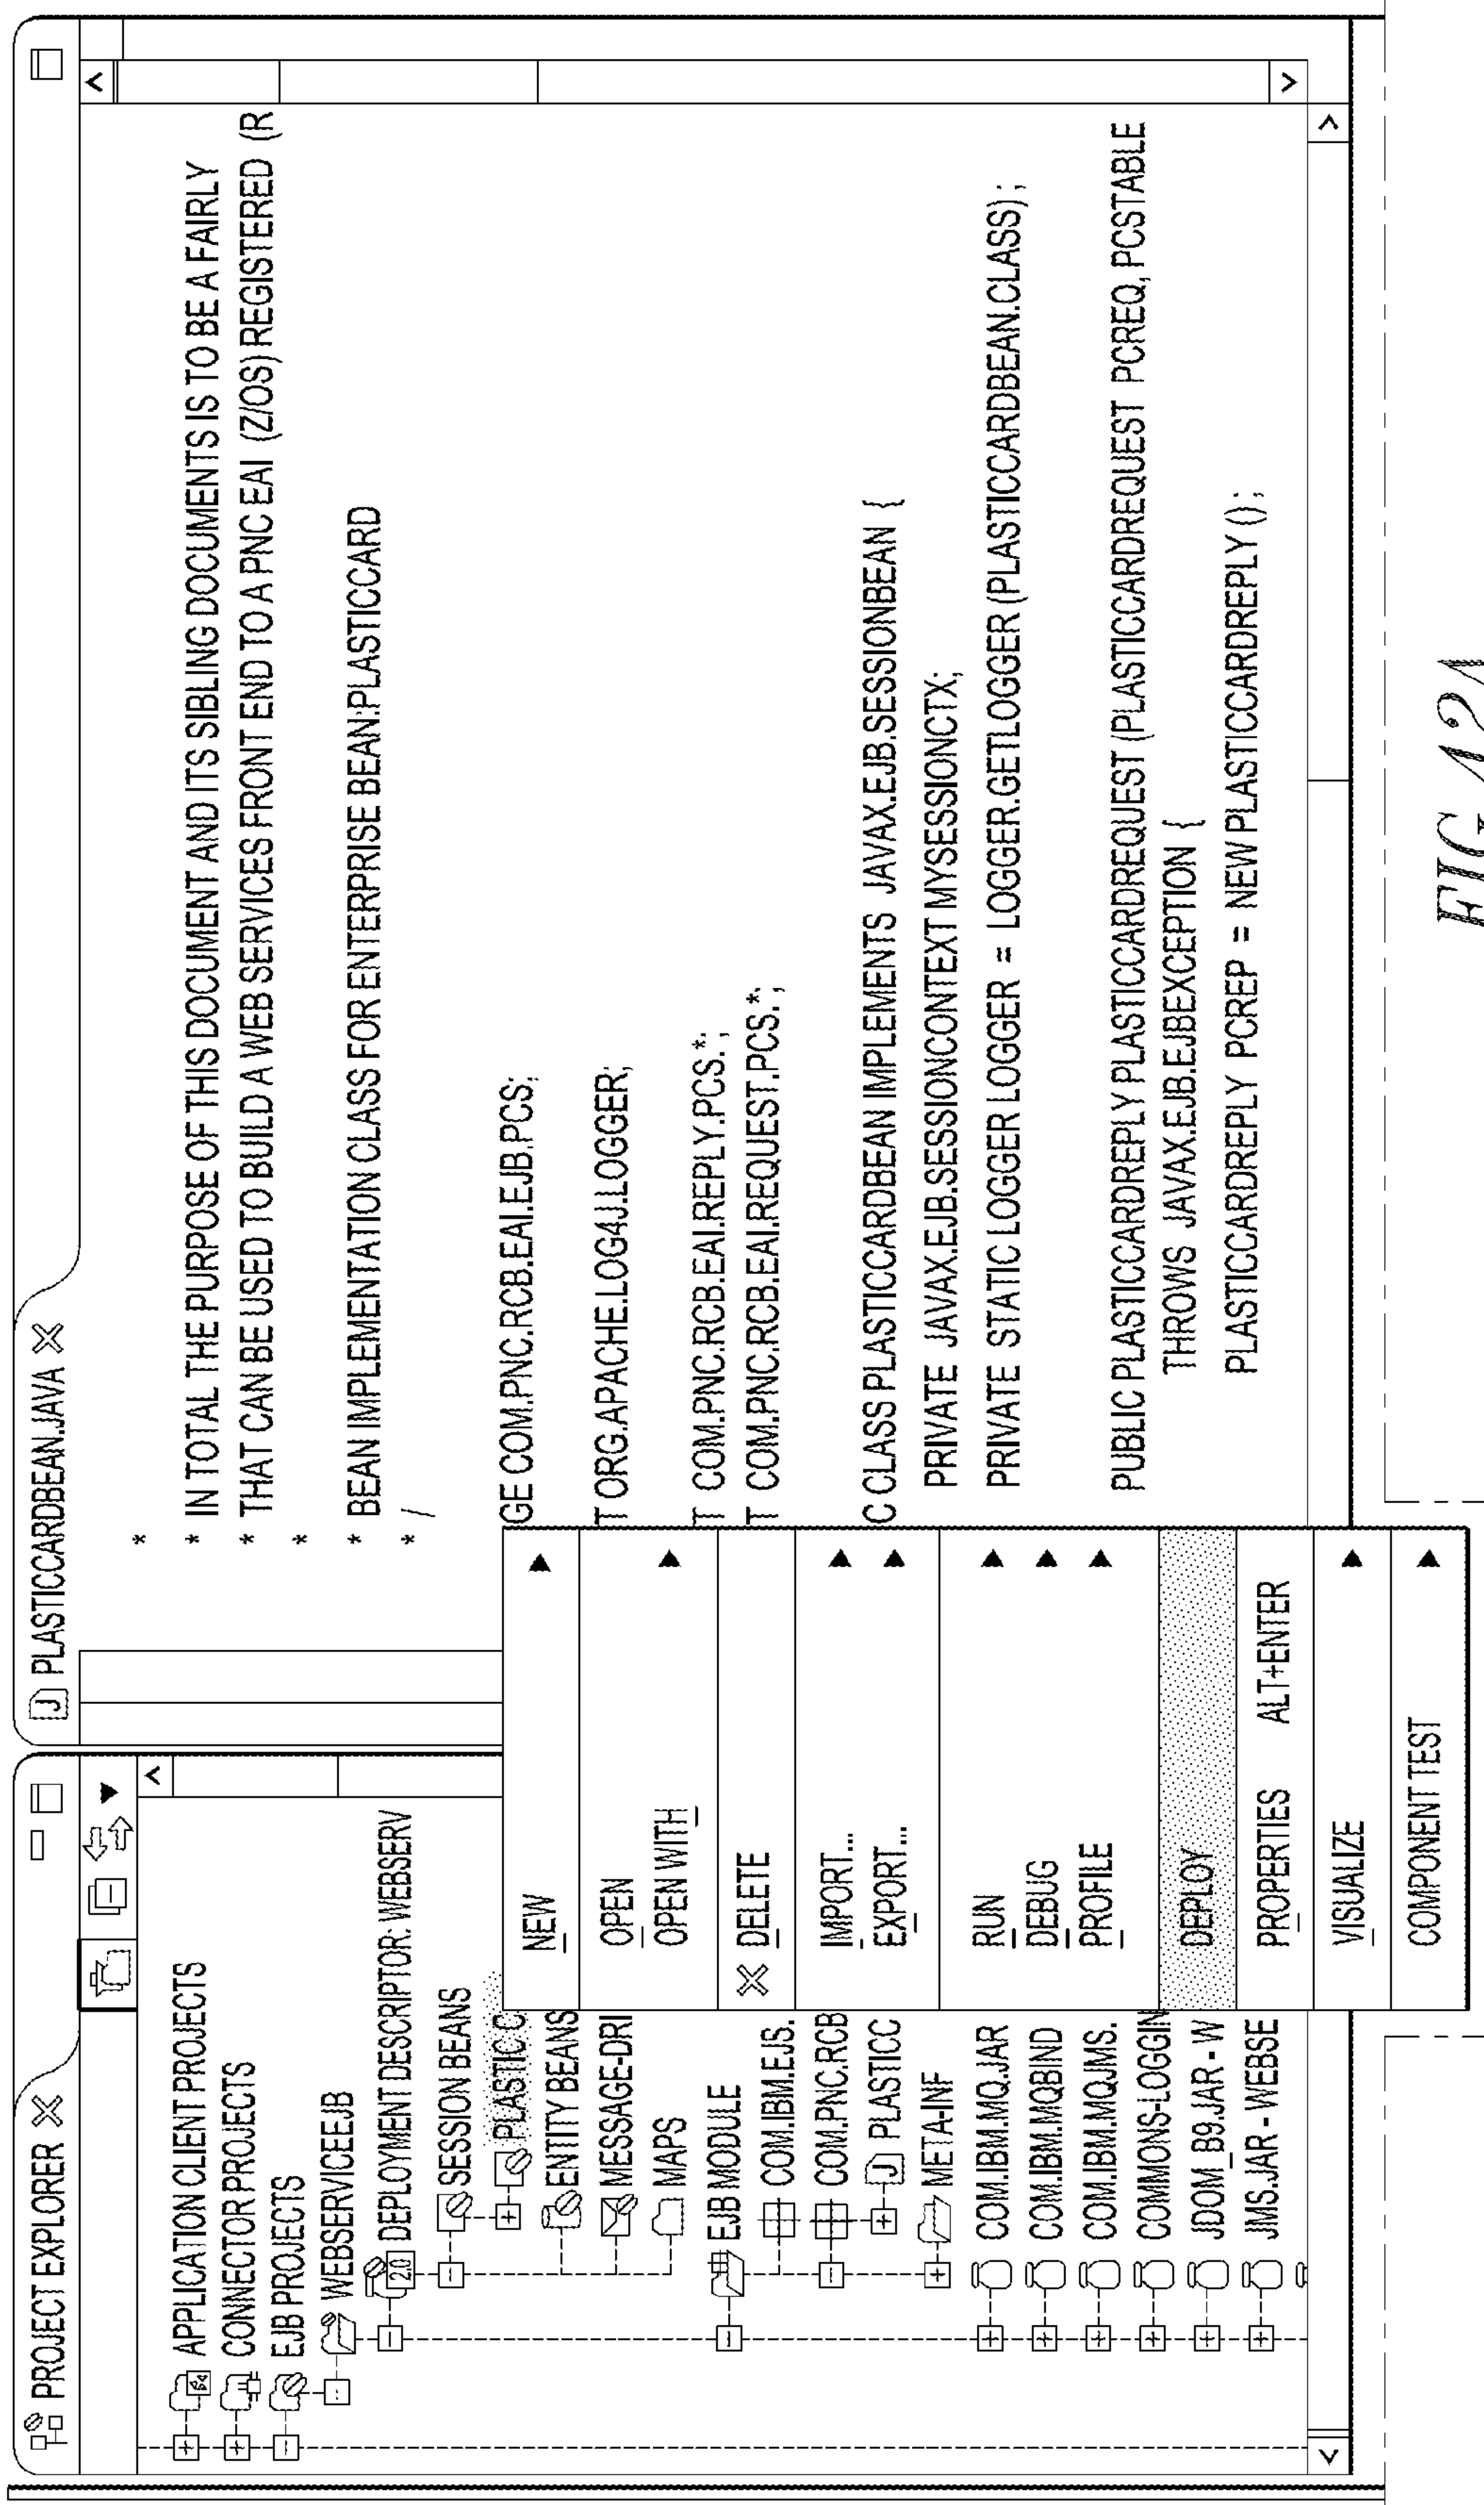 PROJECT EXPLORER
APPLICATION CLIENT PROJECTS
CONNECTOR PROJECTS
EJB PROJECTS
WEBSERVICEEJB
2.0 DEPLOYMENT DESCRIPTOR: WEBSERV
SESSION BEANS
PLASTIC C
ENTITY BEANS
MESSAGE-DRI
MAPS
EJB MODULE
COM.IBM.EJS.
COM.PNC.RCB
J PLASTICC
META-INF
COM.IBM.MQ.JAR
COM.IBM.MQBIND
COM.IBM.MQJMS.
COMMONS-LOGGIN
JDOM_B9.JAR - W
JMS.JAR - WEBSE
NEW
OPEN
OPEN WITH
DELETE
IMPORT...
EXPORT...
RUN
DEBUG
PROFILE
DEPLOY
PROPERTIES ALT+ENTER
VISUALIZE
COMPONENT TEST
J PLASTICCARDBEAN.JAVA
*
* IN TOTAL THE PURPOSE OF THIS DOCUMENT AND ITS SIBLING DOCUMENTS IS TO BE A FAIRLY
* THAT CAN BE USED TO BUILD A WEB SERVICES FRONT END TO A PNC EAI (Z/OS) REGISTERED (R
*
* BEAN IMPLEMENTATION CLASS FOR ENTERPRISE BEAN:PLASTICCARD
* /
GE COM.PNC.RCB.EAI.EJB.PCS;
T ORG.APACHE.LOG4J.LOGGER;
T COM.PNC.RCB.EAI.REPLY.PCS.*;
T COM.PNC.RCB.EAI.REQUEST.PCS.*;
C CLASS PLASTICCARDBEAN IMPLEMENTS JAVAX.EJB.SESSIONBEAN {
PRIVATE JAVAX.EJB.SESSIONCONTEXT MYSESSIONCTX;
PRIVATE STATIC LOGGER LOGGER = LOGGER.GETLOGGER (PLASTICCARDBEAN.CLASS) ;
PUBLIC PLASTICCARDREPLY PLASTICCARDREQUEST (PLASTICCARDREQUEST PCREQ, PCSTABLE
THROWS JAVAX.EJB.EJBEXCEPTION {
PLASTICCARDREPLY PCREP = NEW PLASTICCARDREPLY () ;
FIG. 42A